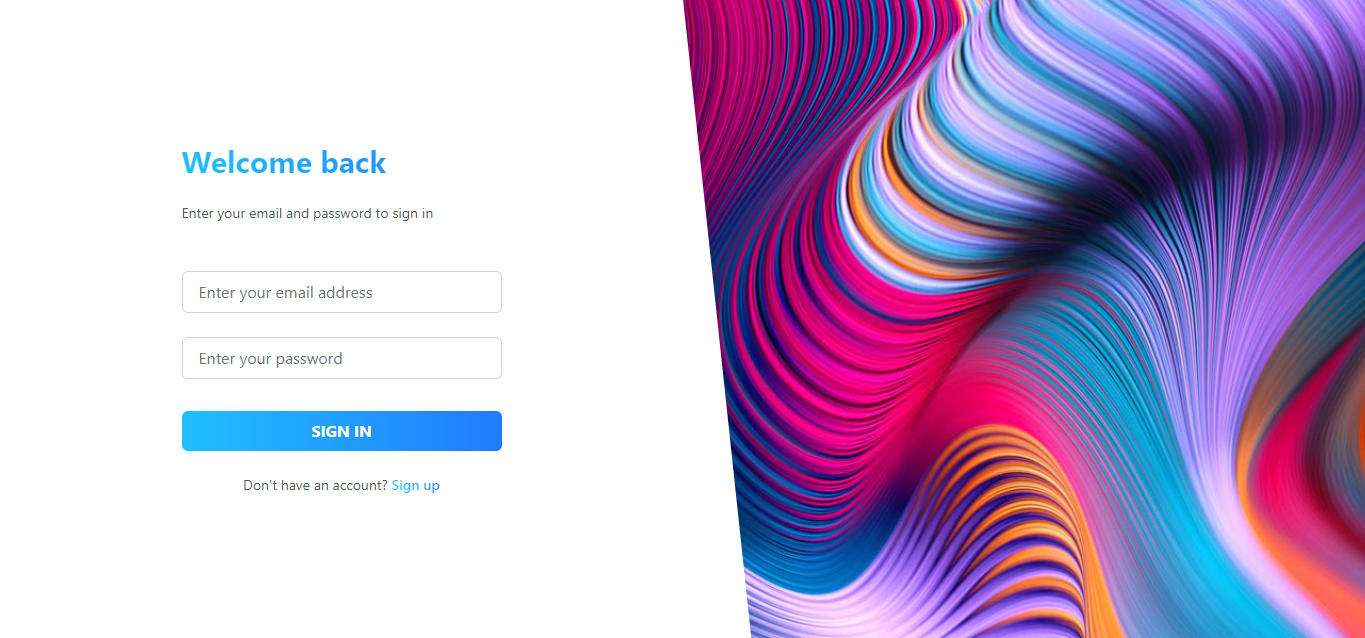 Welcome back
Enter your email and password to sign in
Enter your email address
Enter your password
SIGN IN
Don't have an account? Sign up